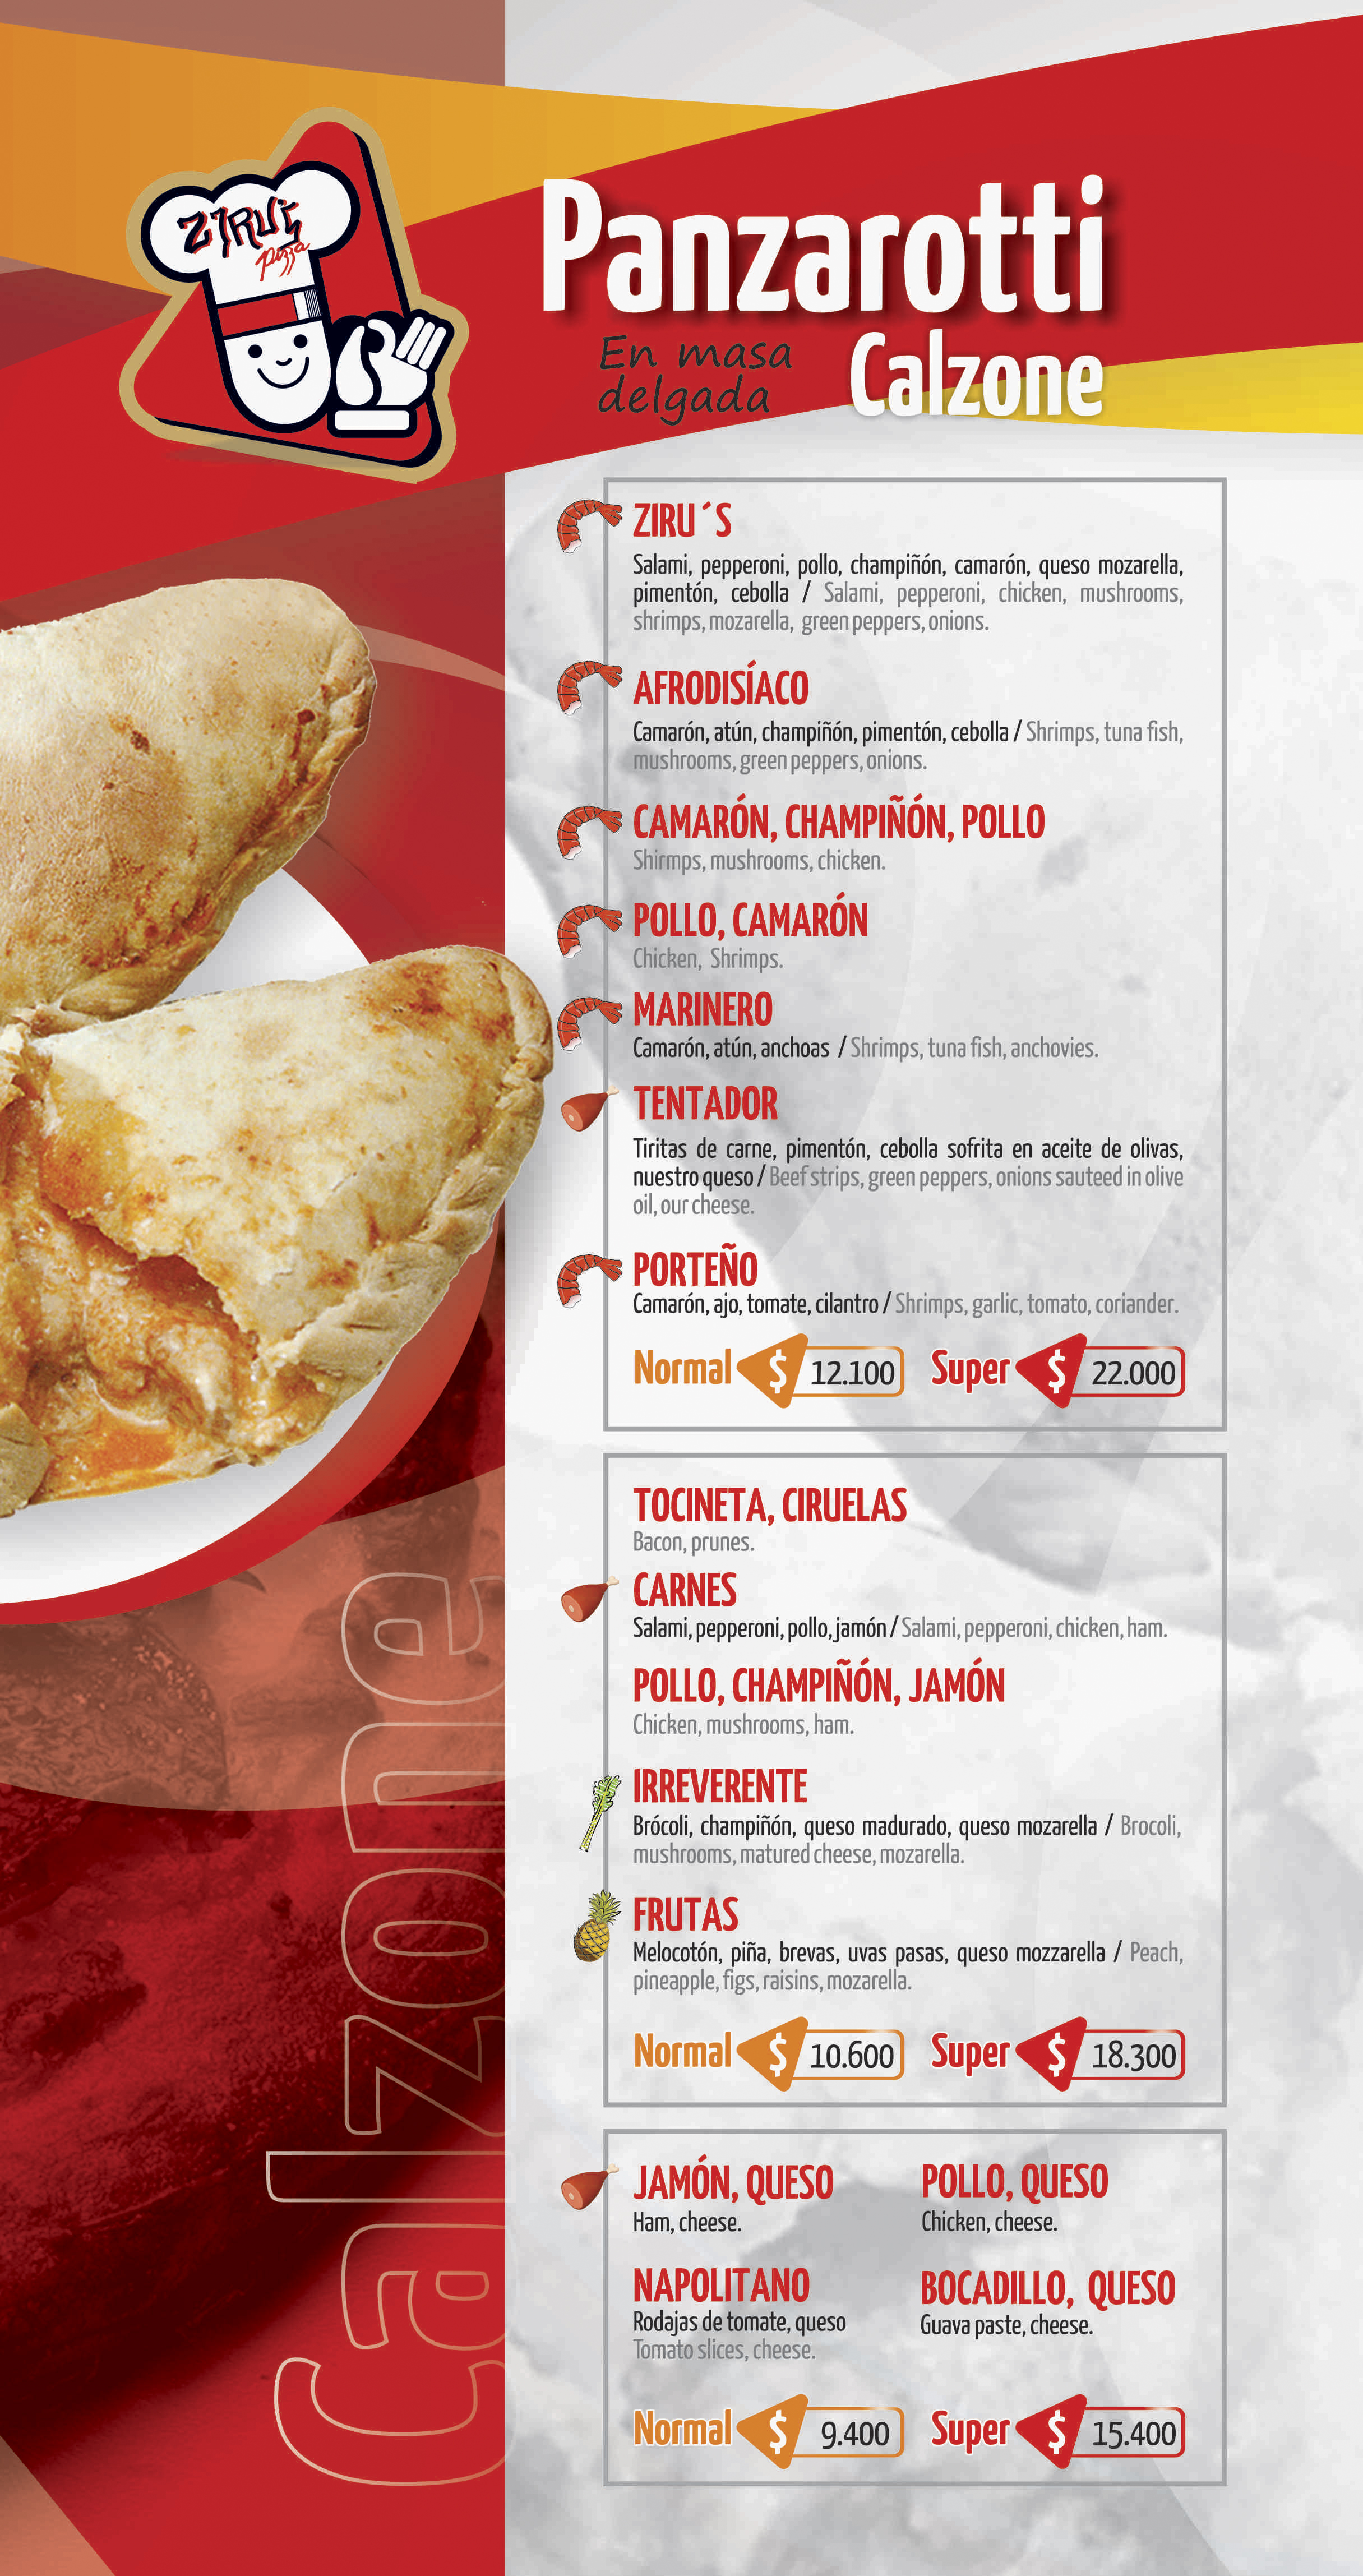 ZIRU'S
pizza
Panzarotti
En masa
delgada
Calzone
ZIRU´S
Salami, pepperoni, pollo, champiñón, camarón, queso mozarella,
pimentón, cebolla / Salami, pepperoni, chicken, mushrooms,
shrimps, mozarella, green peppers, onions.
AFRODISÍACO
Camarón, atún, champiñón, pimentón, cebolla / Shrimps, tuna fish,
mushrooms, green peppers, onions.
CAMARÓN, CHAMPIÑÓN, POLLO
Shirmps, mushrooms, chicken.
POLLO, CAMARÓN
Chicken, Shrimps.
MARINERO
Camarón, atún, anchoas / Shrimps, tuna fish, anchovies.
TENTADOR
Tiritas de carne, pimentón, cebolla sofrita en aceite de olivas,
nuestro queso / Beef strips, green peppers, onions sauteed in olive
oil, our cheese.
PORTEÑO
Camarón, ajo, tomate, cilantro / Shrimps, garlic, tomato, coriander.
Normal $ 12.100 Super $ 22.000
TOCINETA, CIRUELAS
Bacon, prunes.
CARNES
Salami, pepperoni, pollo, jamón / Salami, pepperoni, chicken, ham.
POLLO, CHAMPIÑÓN, JAMÓN
Chicken, mushrooms, ham.
IRREVERENTE
Brócoli, champiñón, queso madurado, queso mozarella / Brocoli,
mushrooms, matured cheese, mozarella.
FRUTAS
Melocotón, piña, brevas, uvas pasas, queso mozzarella / Peach,
pineapple, figs, raisins, mozarella.
Normal $ 10.600 Super $ 18.300
JAMÓN, QUESO
Ham, cheese.
POLLO, QUESO
Chicken, cheese.
NAPOLITANO
Rodajas de tomate, queso
Tomato slices, cheese.
BOCADILLO, QUESO
Guava paste, cheese.
Normal $ 9.400 Super $ 15.400
Calzone